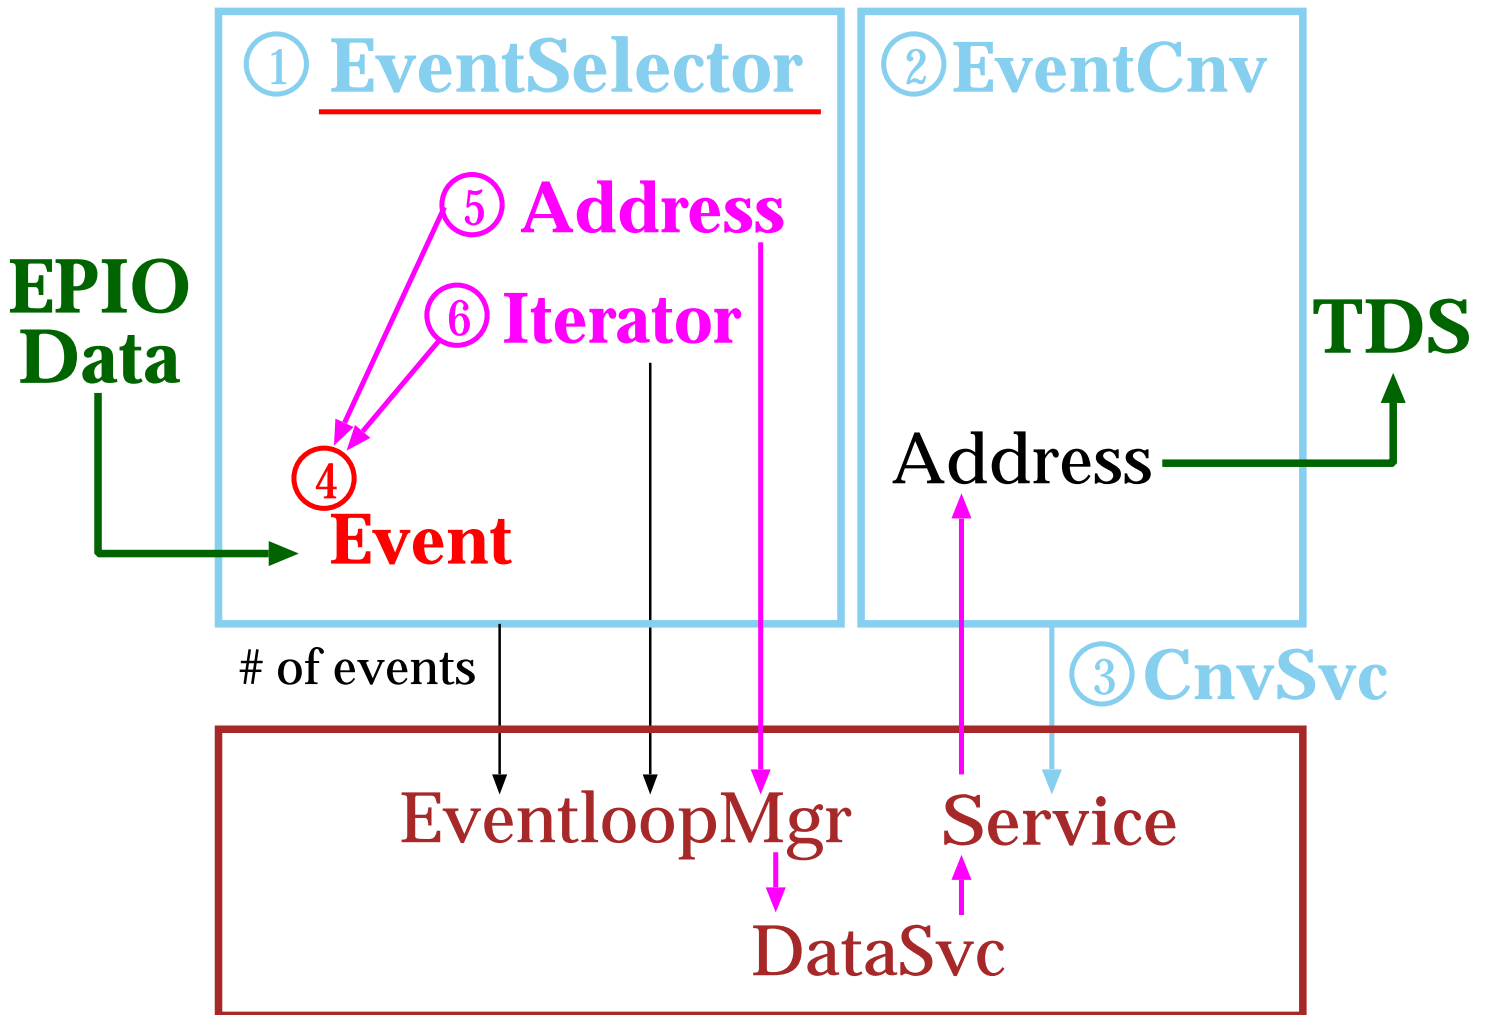 ① EventSelector
② EventCnv
⑤ Address
⑥ Iterator
EPIO
Data
TDS
④
Event
Address
# of events
③ CnvSvc
EventloopMgr
Service
DataSvc